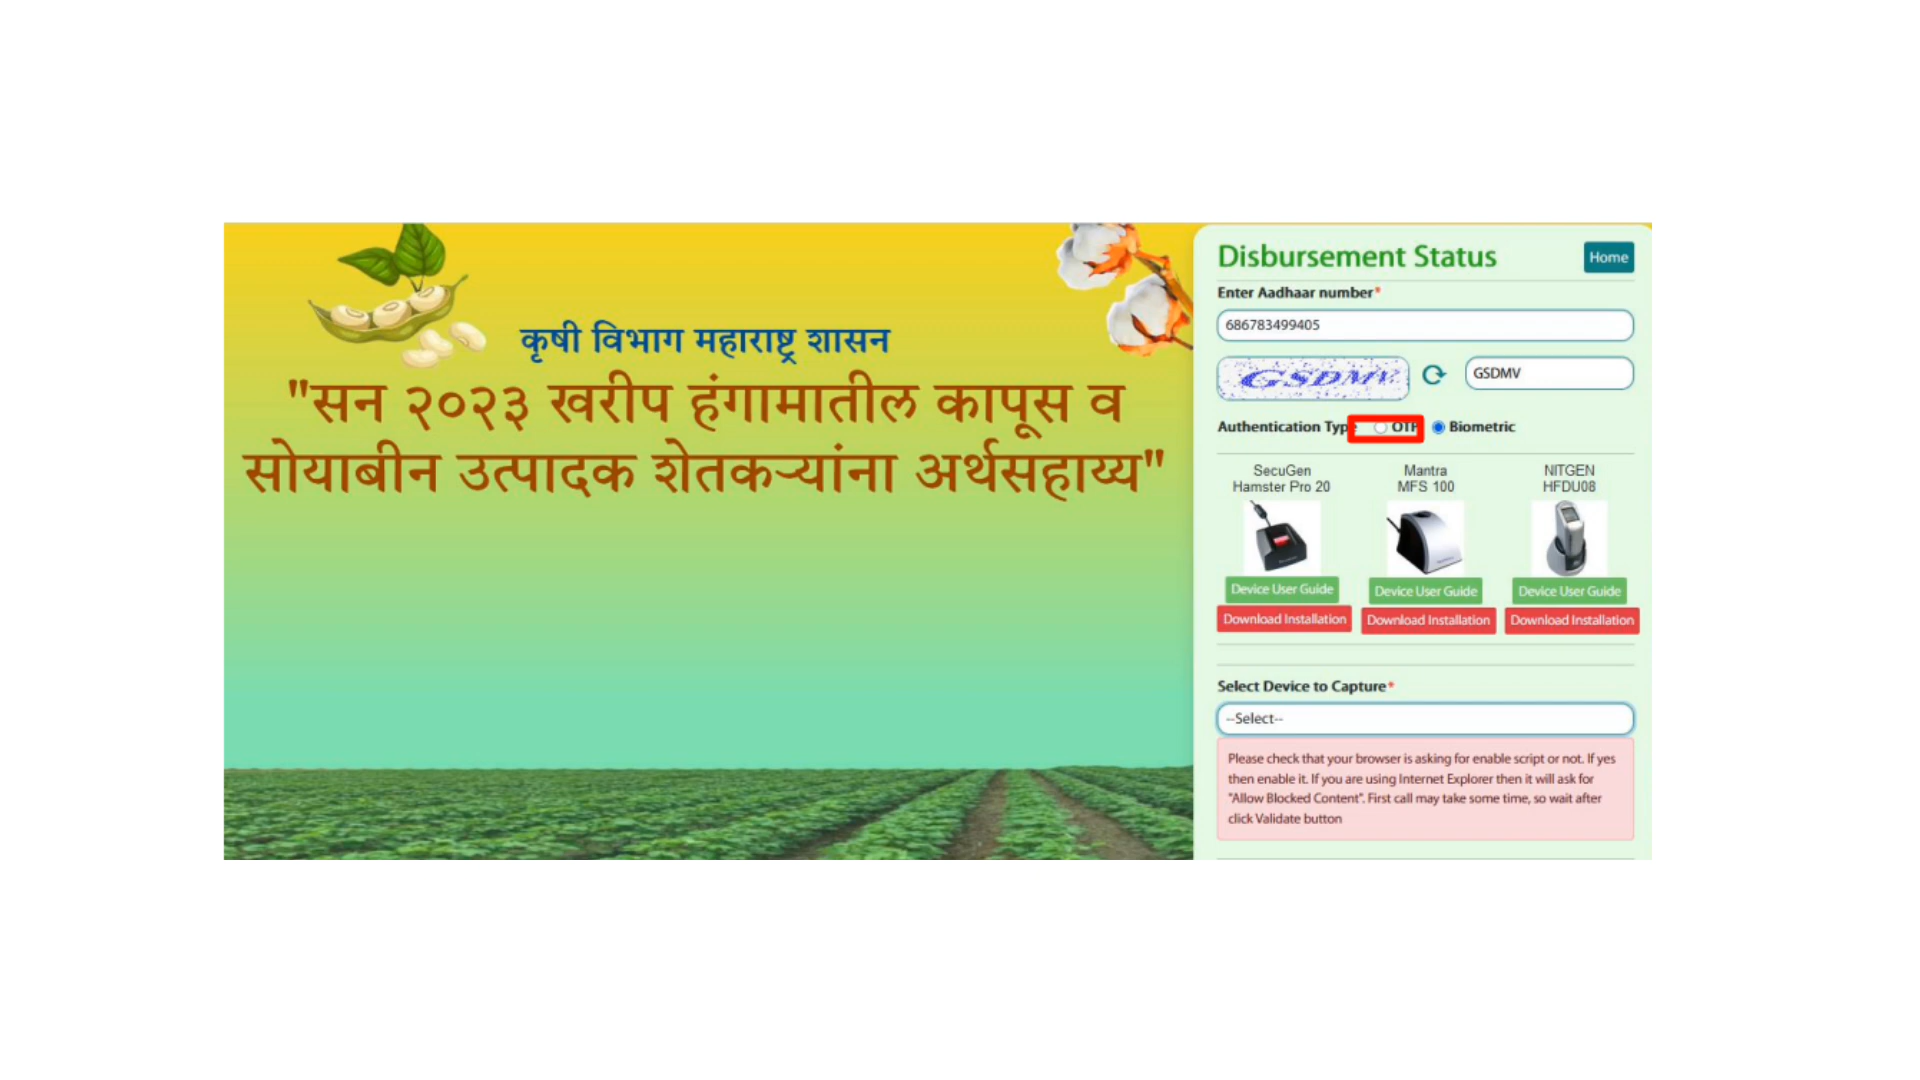 कृषी विभाग महाराष्ट्र शासन
"सन २०२३ खरीप हंगामातील कापूस व
सोयाबीन उत्पादक शेतकऱ्यांना अर्थसहाय्य"
Disbursement Status
Home
Enter Aadhaar number*
686783499405
GSDMV
GSDMV
Authentication Type OTP Biometric
SecuGen
Hamster Pro 20
Mantra
MFS 100
NITGEN
HFDU08
Device User Guide
Device User Guide
Device User Guide
Download Installation
Download Installation
Download Installation
Select Device to Capture*
--Select--
Please check that your browser is asking for enable script or not. If yes
then enable it. If you are using Internet Explorer then it will ask for
"Allow Blocked Content". First call may take some time, so wait after
click Validate button